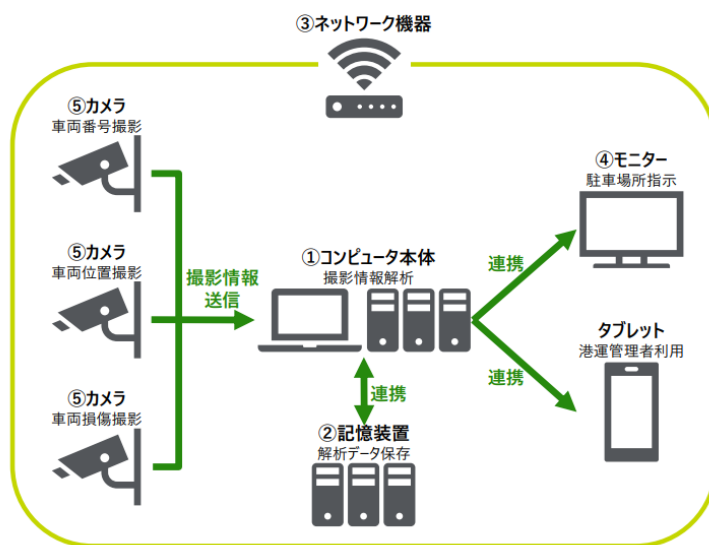 ③ネットワーク機器
⑤カメラ
車両番号撮影
⑤カメラ
車両位置撮影
⑤カメラ
車両損傷撮影
撮影情報
送信
①コンピュータ本体
撮影情報解析
連携
②記憶装置
解析データ保存
連携
④モニター
駐車場所指示
連携
タブレット
港運管理者利用